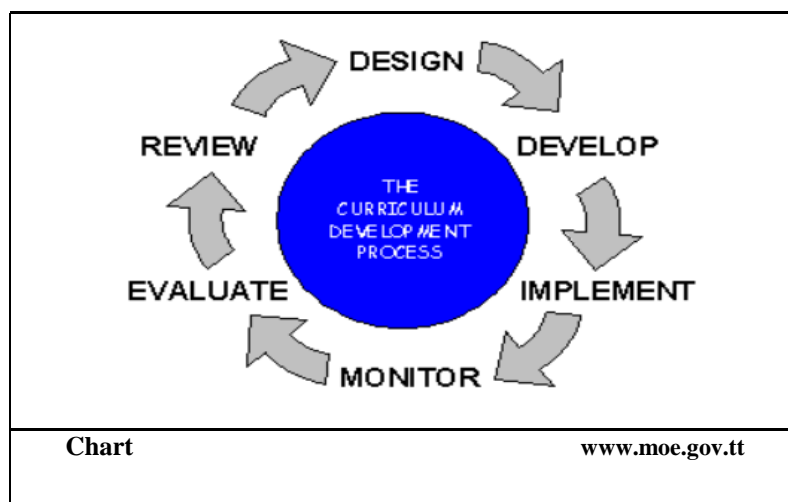 DESIGN
REVIEW
DEVELOP
THE
CURRICULUM
DEVELOPMENT
PROCESS
EVALUATE
IMPLEMENT
MONITOR
Chart www.moe.gov.tt